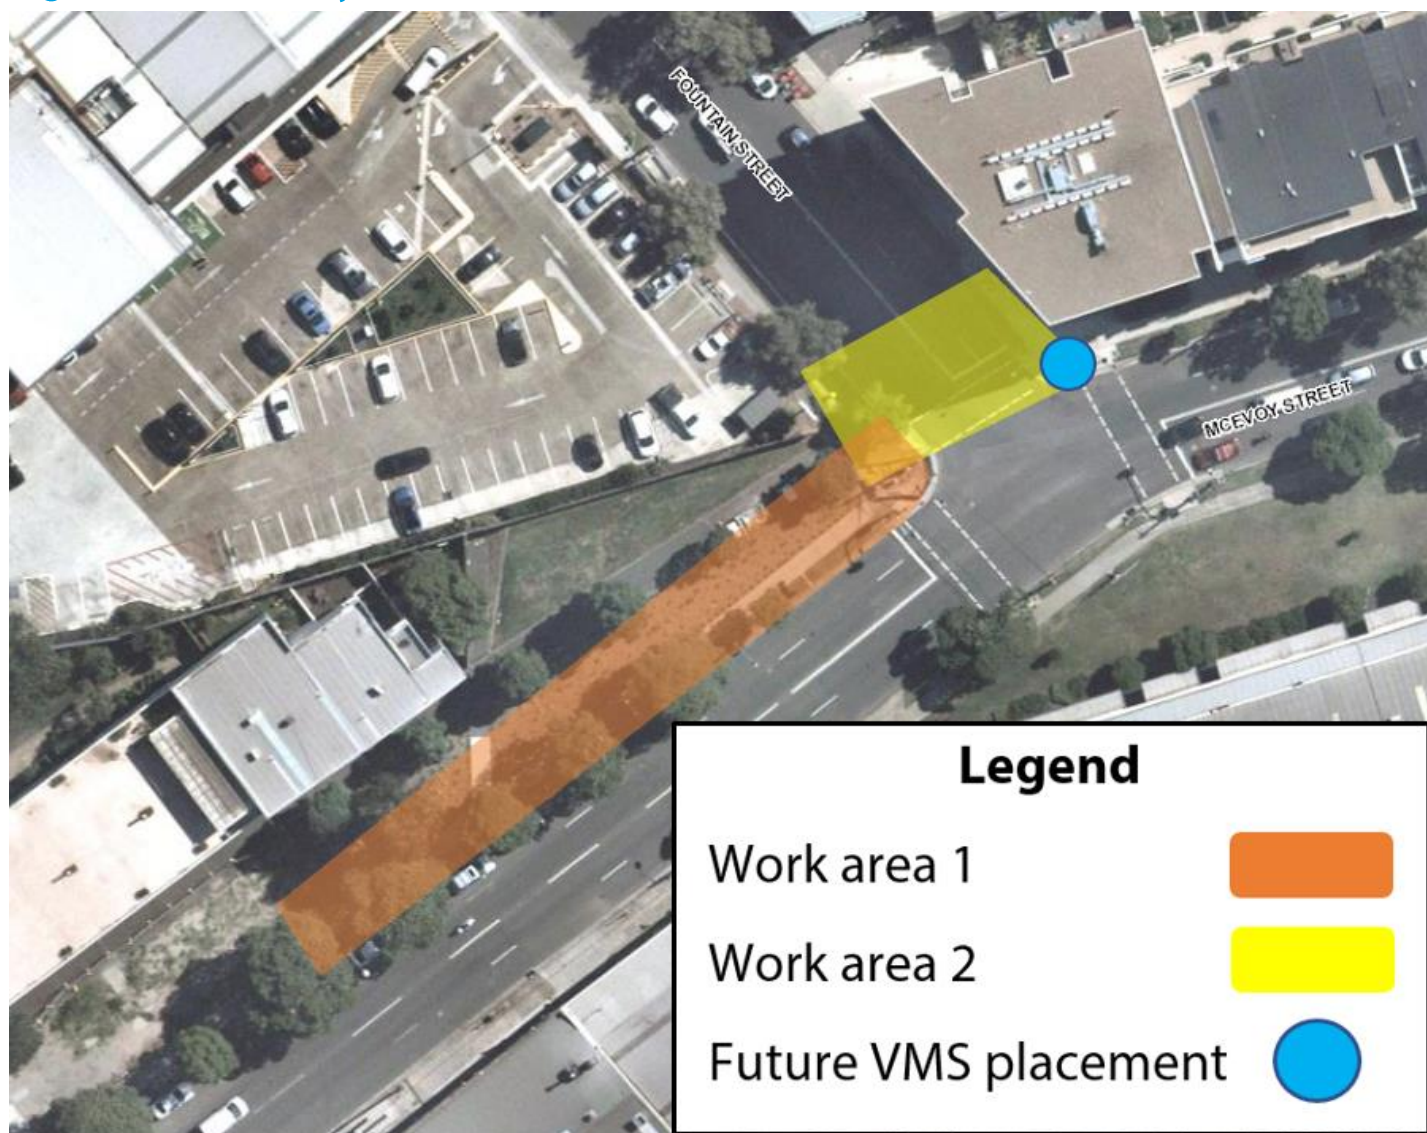 FOUNTAIN STREET
MCEVOY STREET
Legend
Work area 1
Work area 2
Future VMS placement